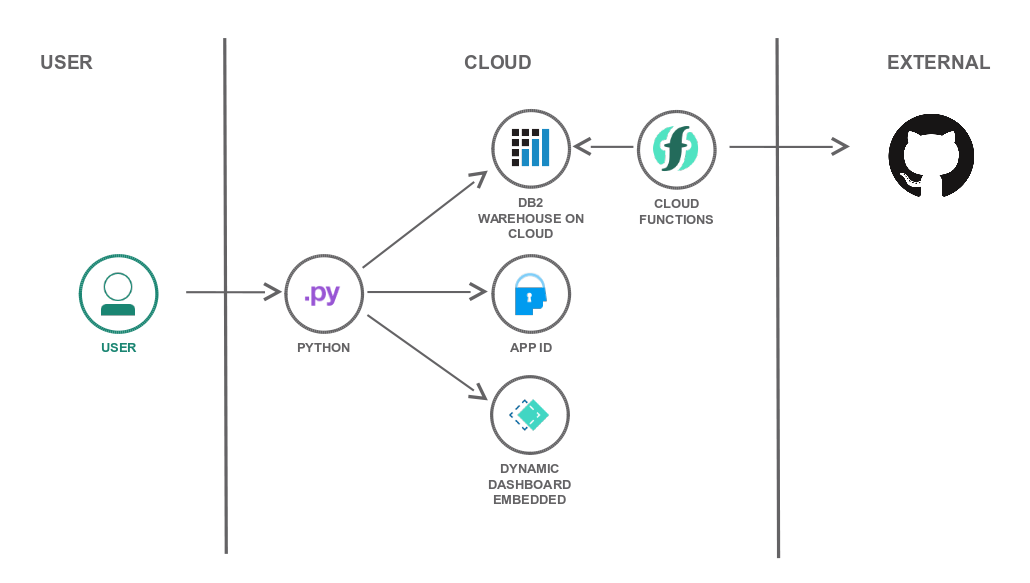 USER
CLOUD
EXTERNAL
DB2
WAREHOUSE ON
CLOUD
CLOUD
FUNCTIONS
.py
USER
PYTHON
APP ID
DYNAMIC
DASHBOARD
EMBEDDED